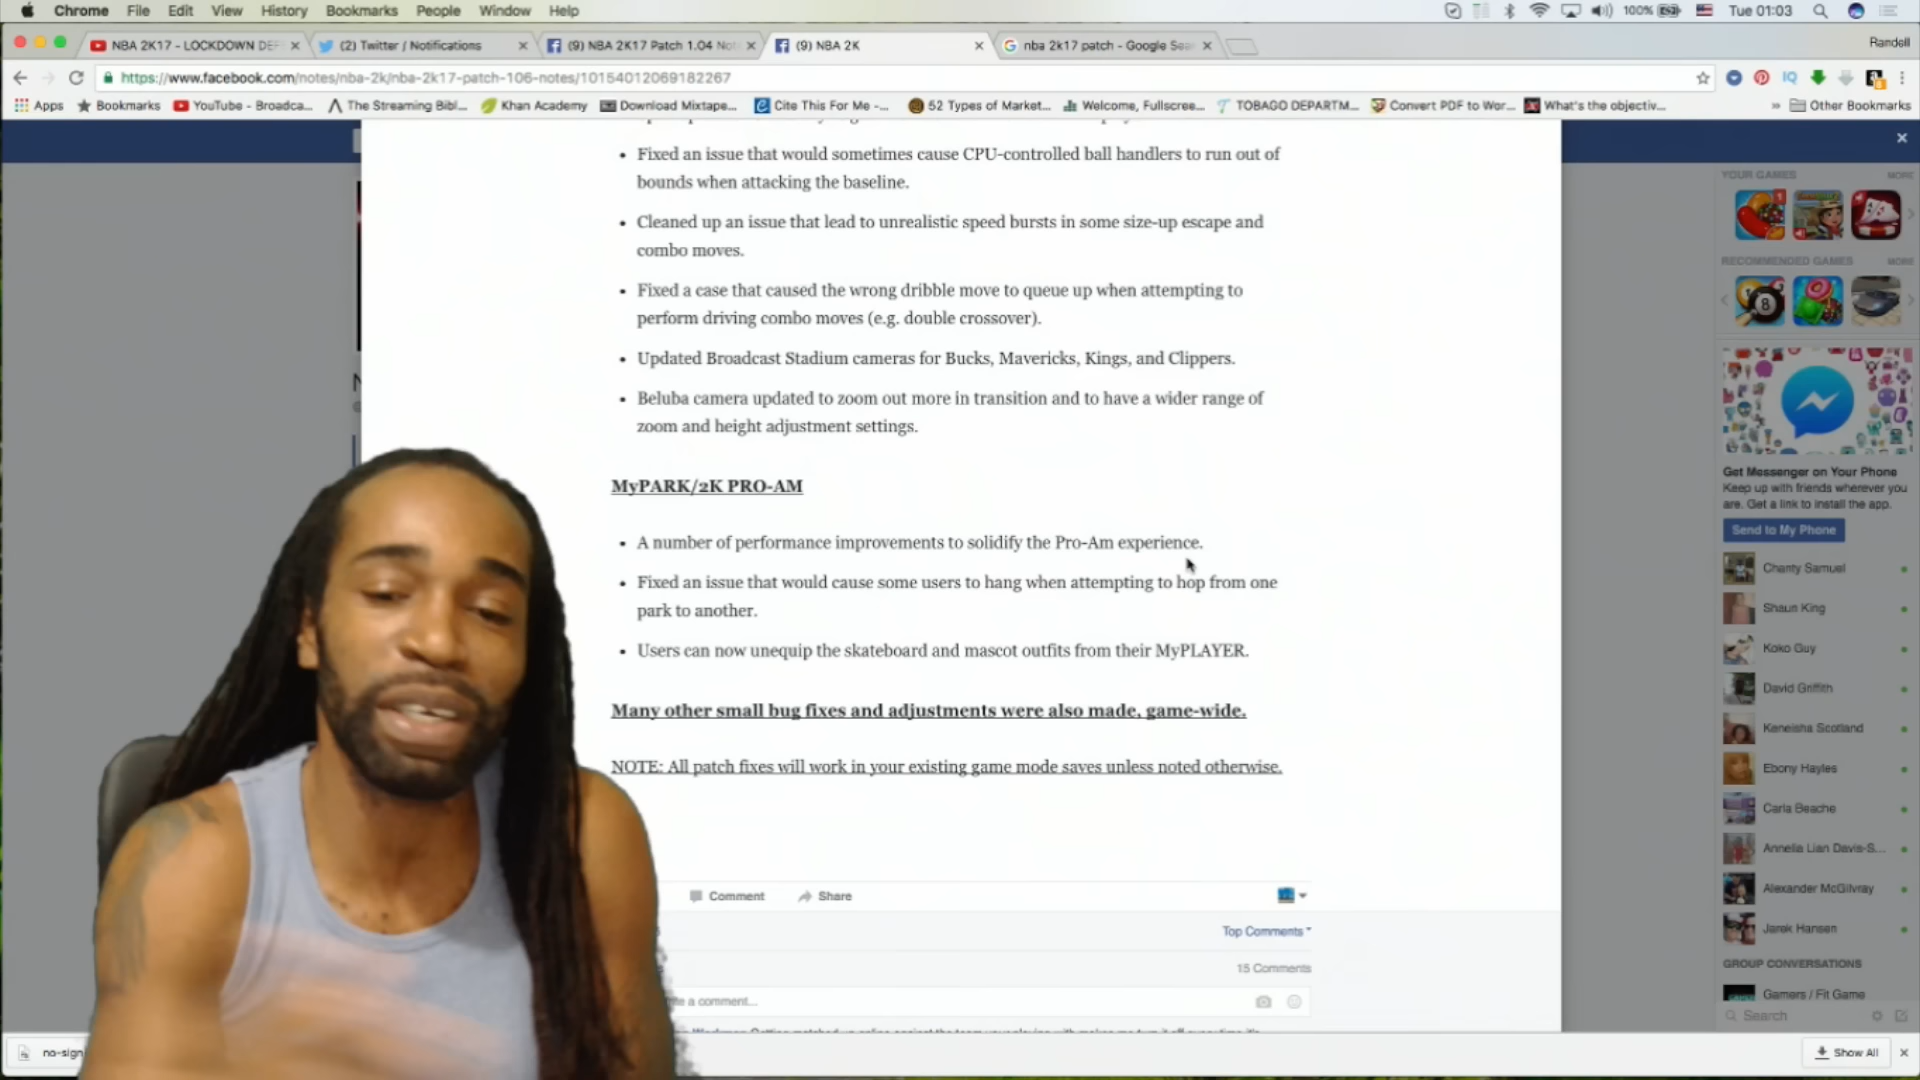 Chrome File Edit View History Bookmarks People Window Help 100% Tue 01:03
NBA 2K17 - LOCKDOWN DEF (2) Twitter / Notifications (9) NBA 2K17 Patch 1.04 Not (9) NBA 2K nba 2k17 patch - Google Sea Randell
https://www.facebook.com/notes/nba-2k/nba-2k17-patch-106-notes/10154012069182267
Apps Bookmarks YouTube - Broadca... The Streaming Bibl... Khan Academy Download Mixtape... Cite This For Me -... 52 Types of Market... Welcome, Fullscree... TOBAGO DEPARTM... Convert PDF to Wor... What's the objectiv... » Other Bookmarks
• Fixed an issue that would sometimes cause CPU-controlled ball handlers to run out of
bounds when attacking the baseline.
• Cleaned up an issue that lead to unrealistic speed bursts in some size-up escape and
combo moves.
• Fixed a case that caused the wrong dribble move to queue up when attempting to
perform driving combo moves (e.g. double crossover).
• Updated Broadcast Stadium cameras for Bucks, Mavericks, Kings, and Clippers.
• Beluba camera updated to zoom out more in transition and to have a wider range of
zoom and height adjustment settings.
MyPARK/2K PRO-AM
• A number of performance improvements to solidify the Pro-Am experience.
• Fixed an issue that would cause some users to hang when attempting to hop from one
park to another.
• Users can now unequip the skateboard and mascot outfits from their MyPLAYER.
Many other small bug fixes and adjustments were also made, game-wide.
NOTE: All patch fixes will work in your existing game mode saves unless noted otherwise.
Comment Share
Top Comments
15 Comments
a comment...
YOUR GAMES MORE
RECOMMENDED GAMES MORE
Get Messenger on Your Phone
Keep up with friends wherever you
are. Get a link to install the app.
Send to My Phone
Chanty Samuel
Shaun King
Koko Guy
David Griffith
Keneisha Scotland
Ebony Hayles
Carla Beache
Annella Lian Davis-S...
Alexander McGilvray
Jarek Hansen
GROUP CONVERSATIONS
Gamers / Fit Game
Search
no-sign
Show All